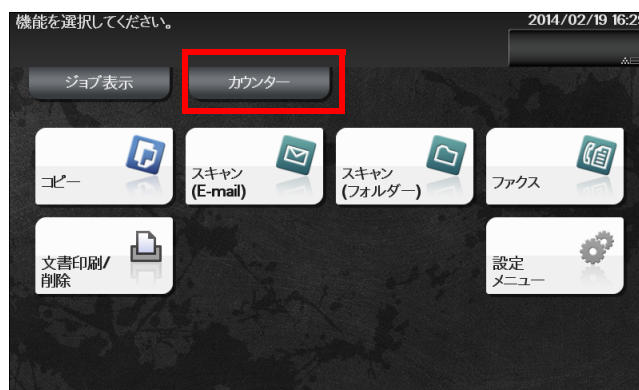 機能を選択してください。
2014/02/19 16:29
ジョブ表示
カウンター
コピー
スキャン
(E-mail)
スキャン
(フォルダー)
ファクス
文書印刷/
削除
設定
メニュー